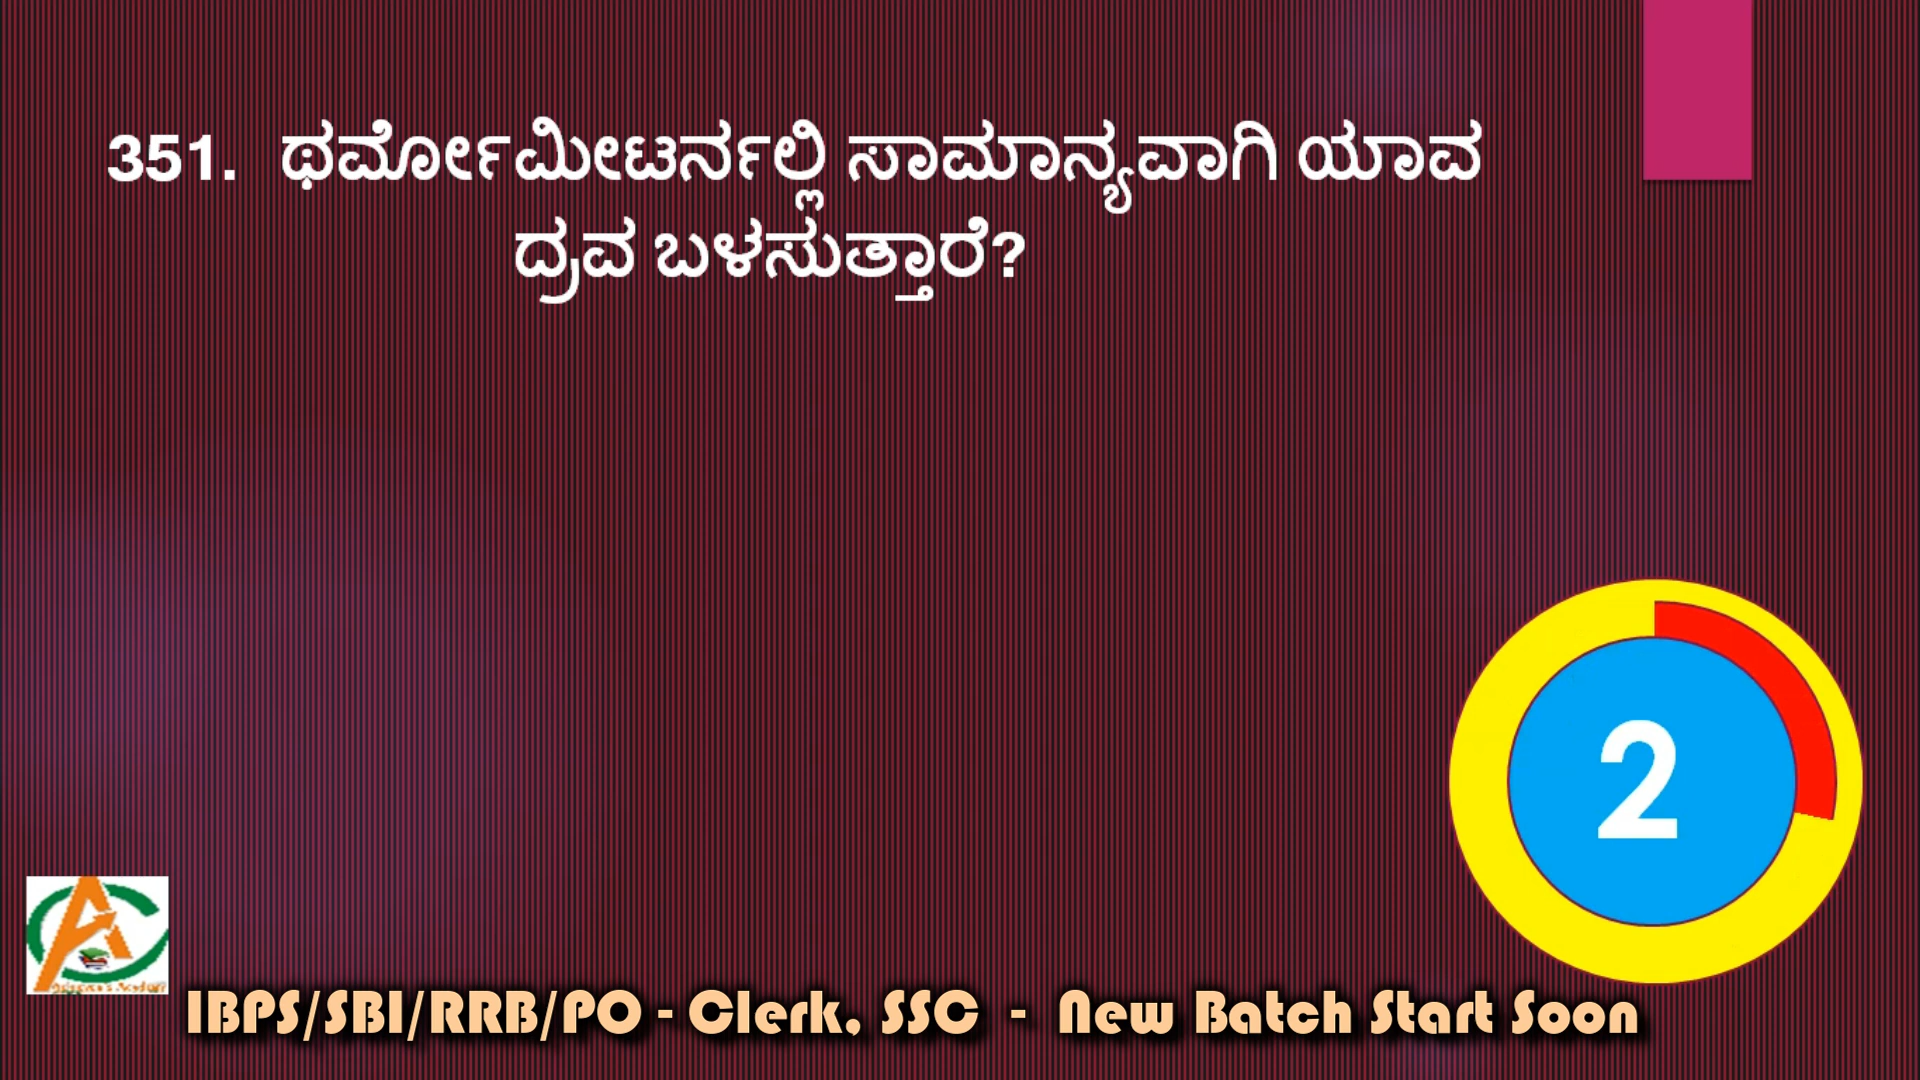 351. ಥರ್ಮೋಮೀಟರ್ನಲ್ಲಿ ಸಾಮಾನ್ಯವಾಗಿ ಯಾವ
ದ್ರವ ಬಳಸುತ್ತಾರೆ?
2
IBPS/SBI/RRB/PO - Clerk, SSC - New Batch Start Soon